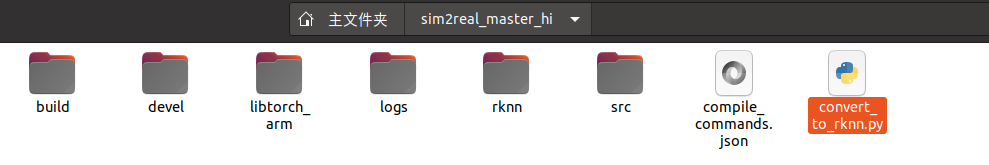 主文件夹 sim2real_master_hi
build devel libtorch_ logs rknn src compile_ convert_
arm commands. to_rknn.py
json